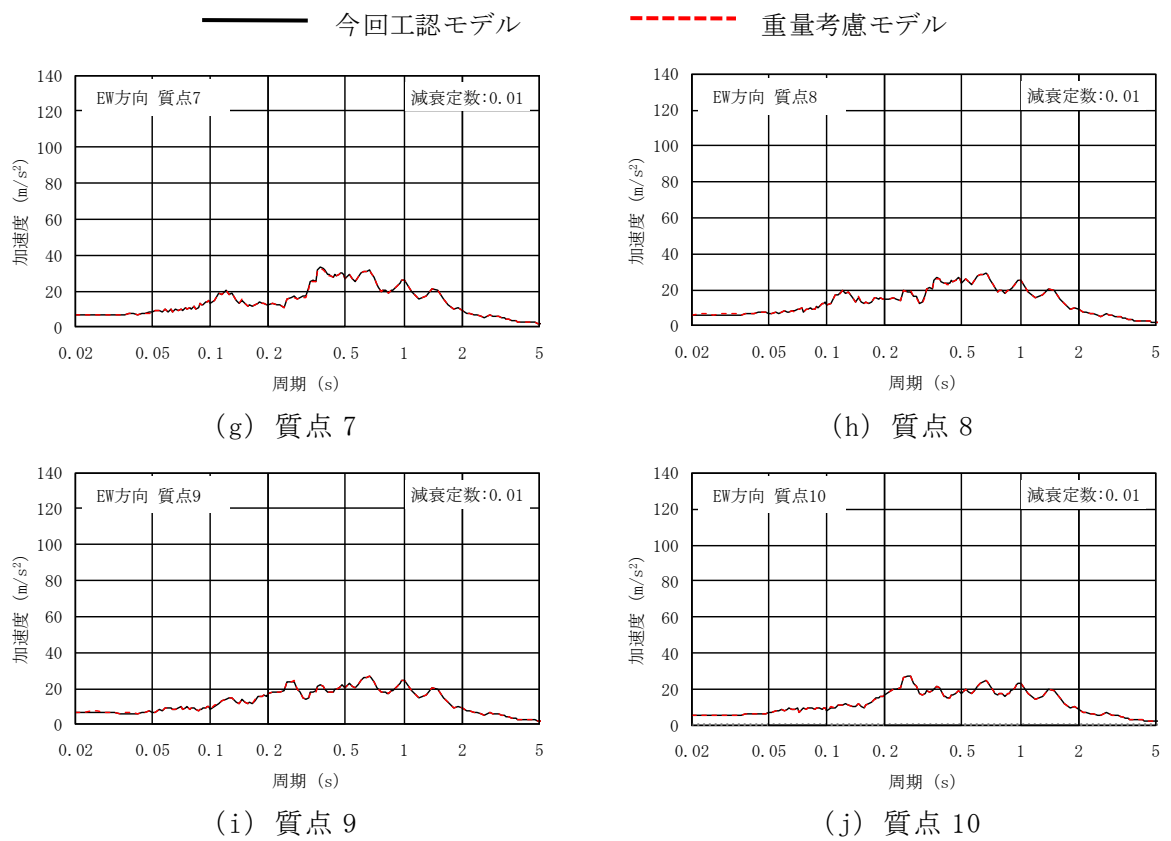 今回工認モデル 重量考慮モデル
EW方向 質点7 減衰定数:0.01
140
120
100
80
60
40
20
0
加速度 (m/s²)
0.02 0.05 0.1 0.2 0.5 1 2 5
周期 (s)
(g) 質点 7
EW方向 質点8 減衰定数:0.01
140
120
100
80
60
40
20
0
加速度 (m/s²)
0.02 0.05 0.1 0.2 0.5 1 2 5
周期 (s)
(h) 質点 8
EW方向 質点9 減衰定数:0.01
140
120
100
80
60
40
20
0
加速度 (m/s²)
0.02 0.05 0.1 0.2 0.5 1 2 5
周期 (s)
(i) 質点 9
EW方向 質点10 減衰定数:0.01
140
120
100
80
60
40
20
0
加速度 (m/s²)
0.02 0.05 0.1 0.2 0.5 1 2 5
周期 (s)
(j) 質点 10